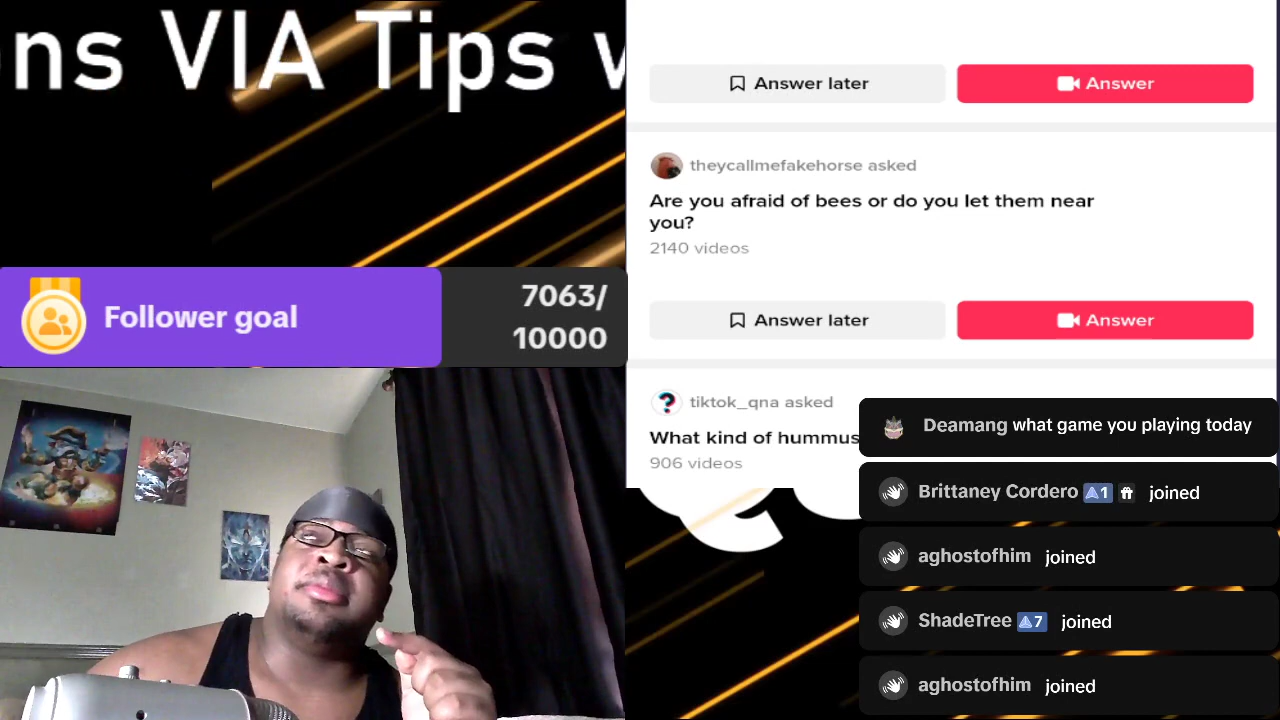 ns VIA Tips
Answer later
Answer
theycallmefakehorse asked
Are you afraid of bees or do you let them near
you?
2140 videos
Follower goal
7063/
10000
Answer later
Answer
tiktok_qna asked
What kind of hummus
906 videos
Deamang what game you playing today
Brittaney Cordero 1 joined
aghostofhim joined
ShadeTree 7 joined
aghostofhim joined